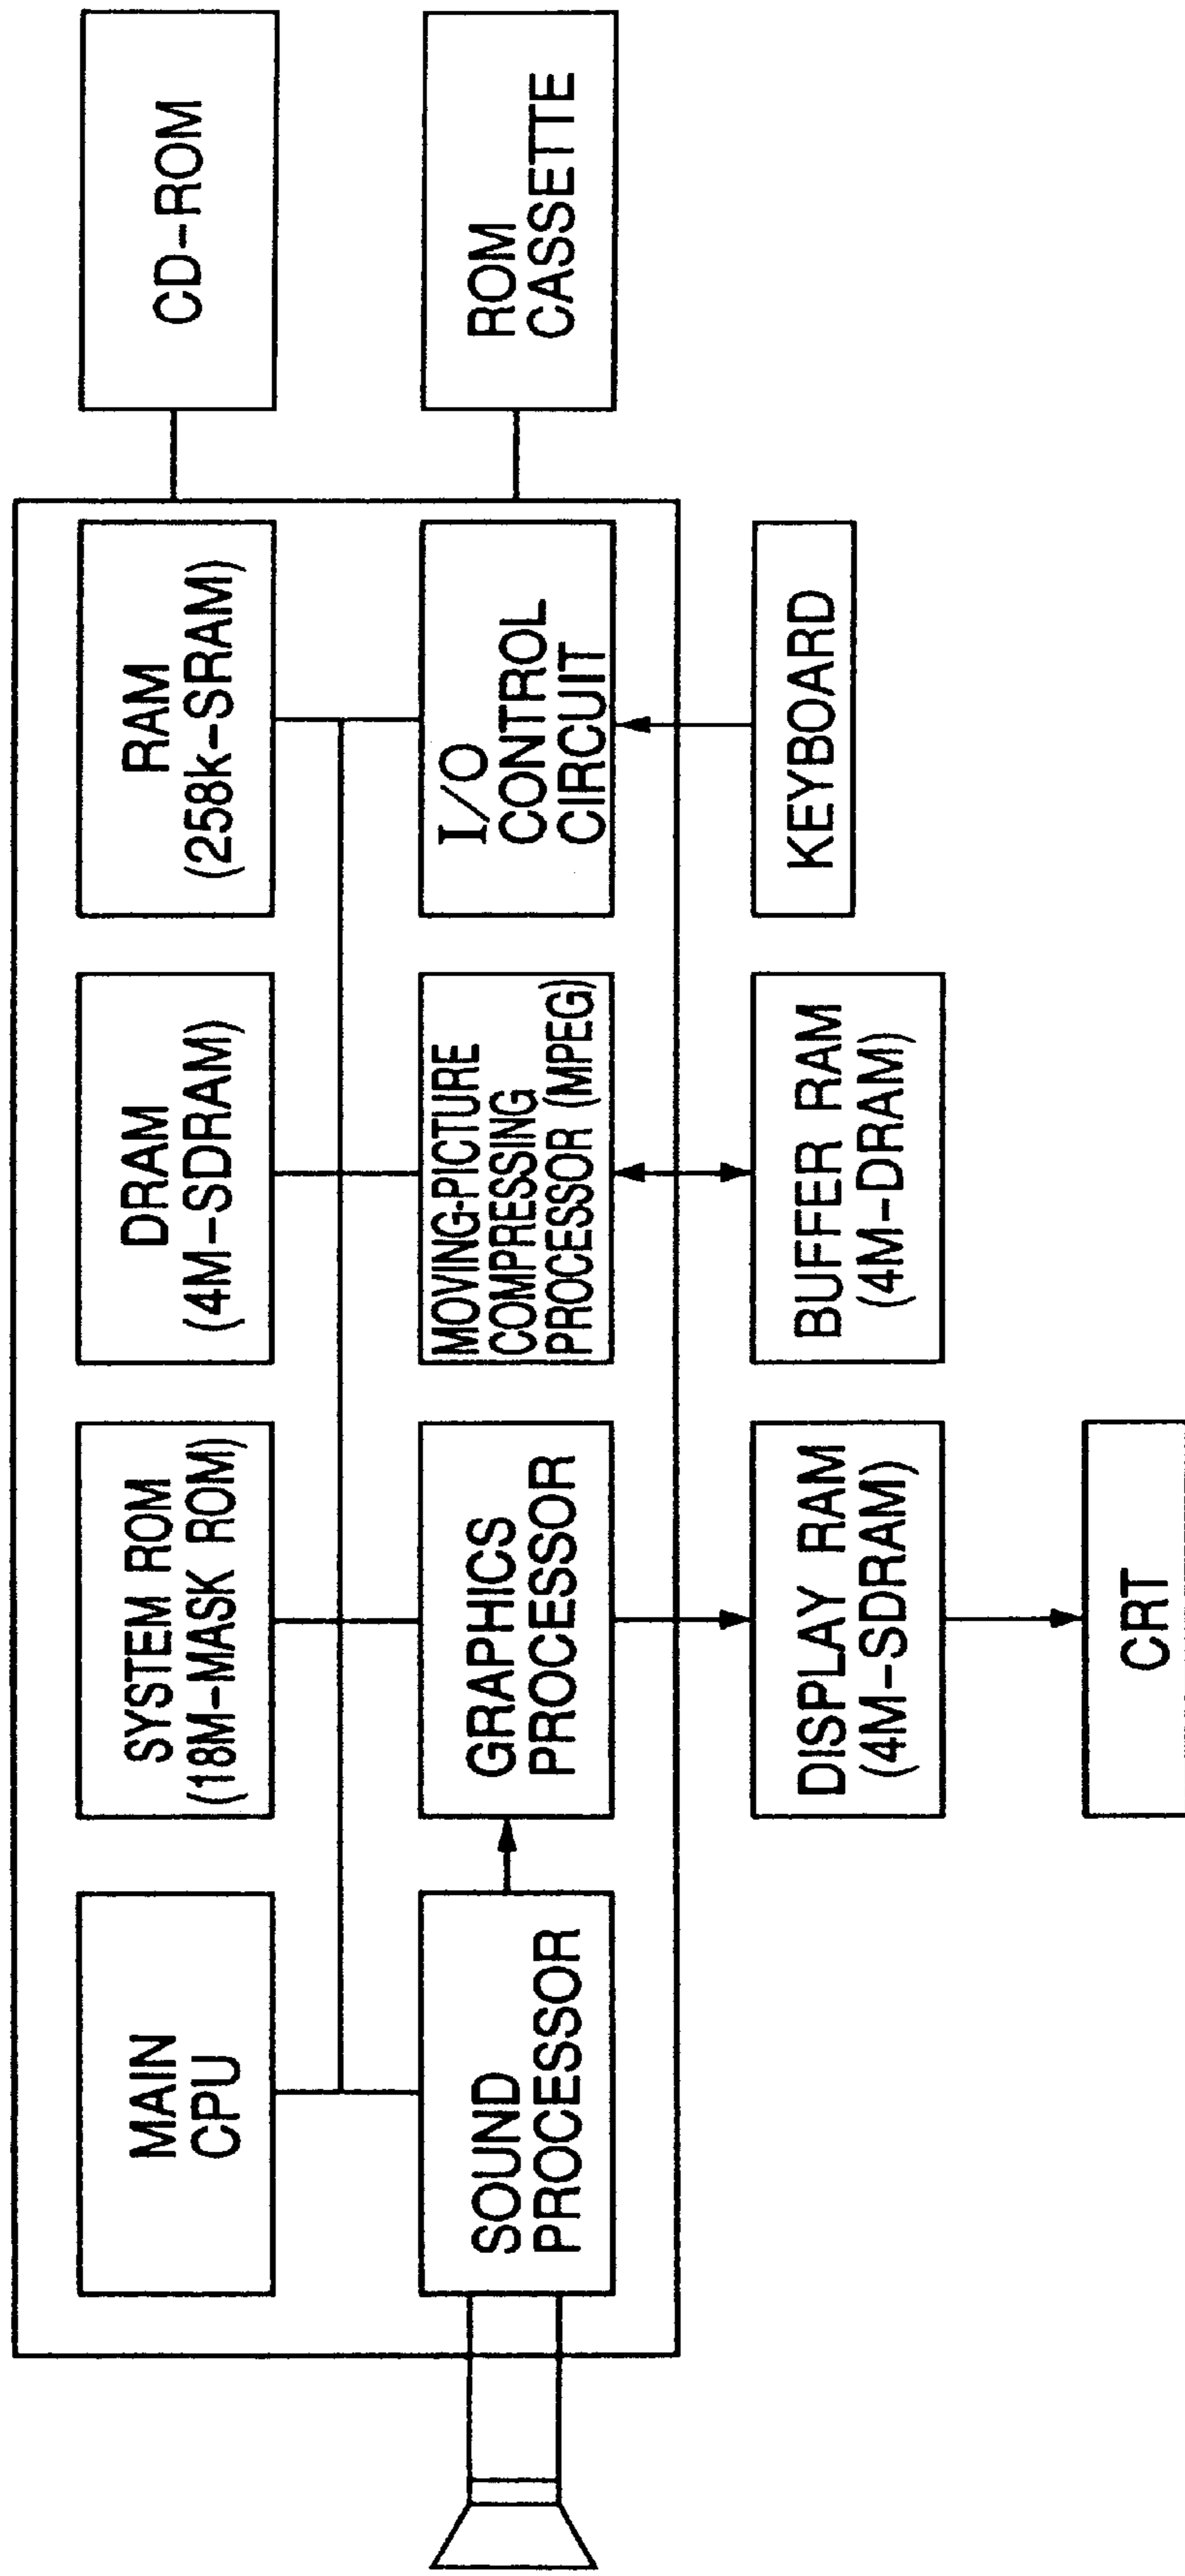 MAIN
CPU
SYSTEM ROM
(18M-MASK ROM)
DRAM
(4M-SDRAM)
RAM
(258k-SRAM)
CD-ROM
SOUND
PROCESSOR
GRAPHICS
PROCESSOR
MOVING-PICTURE
COMPRESSING
PROCESSOR (MPEG)
I/O
CONTROL
CIRCUIT
ROM
CASSETTE
DISPLAY RAM
(4M-SDRAM)
BUFFER RAM
(4M-DRAM)
KEYBOARD
CRT